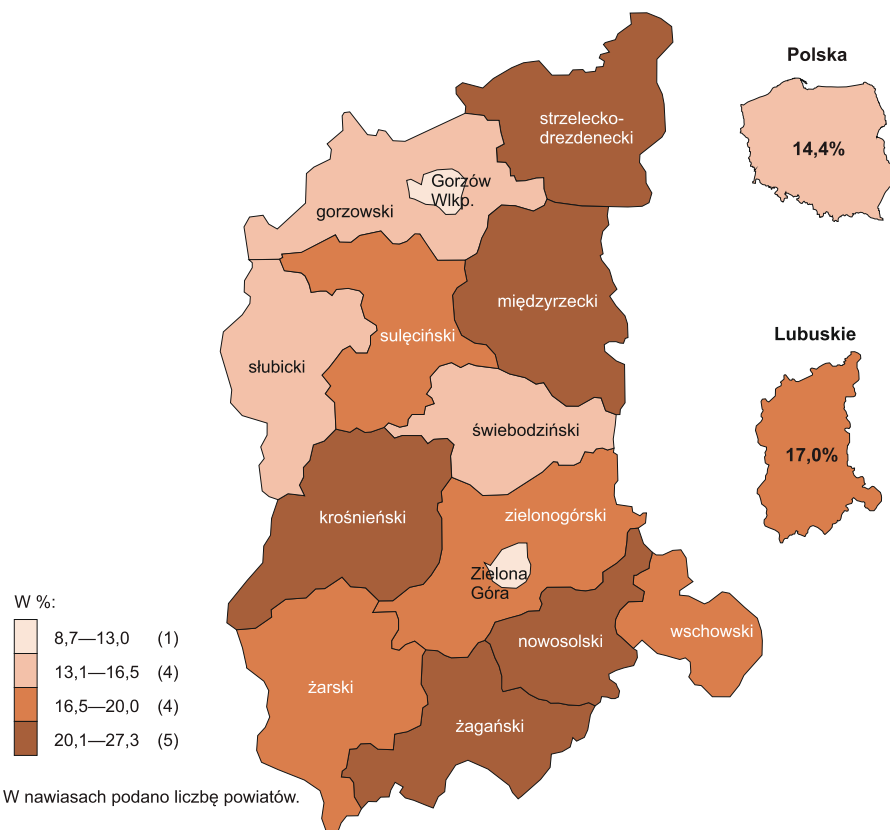 Polska
14,4%
strzelecko-
drezdenecki
Gorzów
Wlkp.
gorzowski
międzyrzecki
sulęciński
słubicki
Lubuskie
17,0%
świebodziński
krośnieński
zielonogórski
Zielona
Góra
wschowski
nowosolski
żarski
żagański
W %:
8,7—13,0 (1)
13,1—16,5 (4)
16,5—20,0 (4)
20,1—27,3 (5)
W nawiasach podano liczbę powiatów.